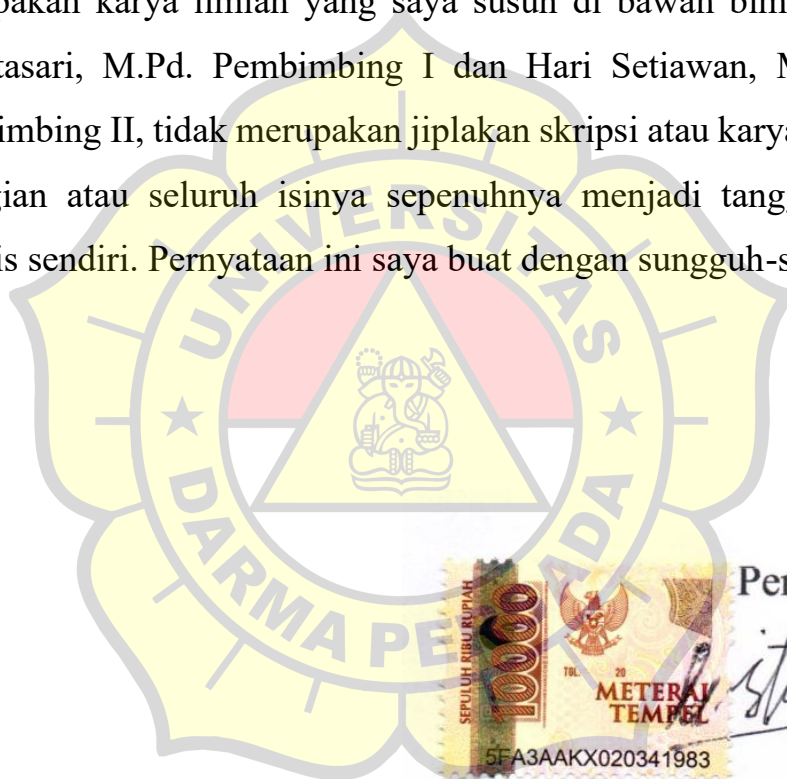 pakan karya ilmiah yang saya susun di bawah bim
tasari, M.Pd. Pembimbing I dan Hari Setiawan, M
imbing II, tidak merupakan jiplakan skripsi atau karya
gian atau seluruh isinya sepenuhnya menjadi tangg
is sendiri. Pernyataan ini saya buat dengan sungguh-s
UNIVERSITAS
DARMA PERSADA
Per
SEPULUH RIBU RUPIAH
10000
TGL. 20
METERAI
TEMPEL
5FA3AAKX020341983